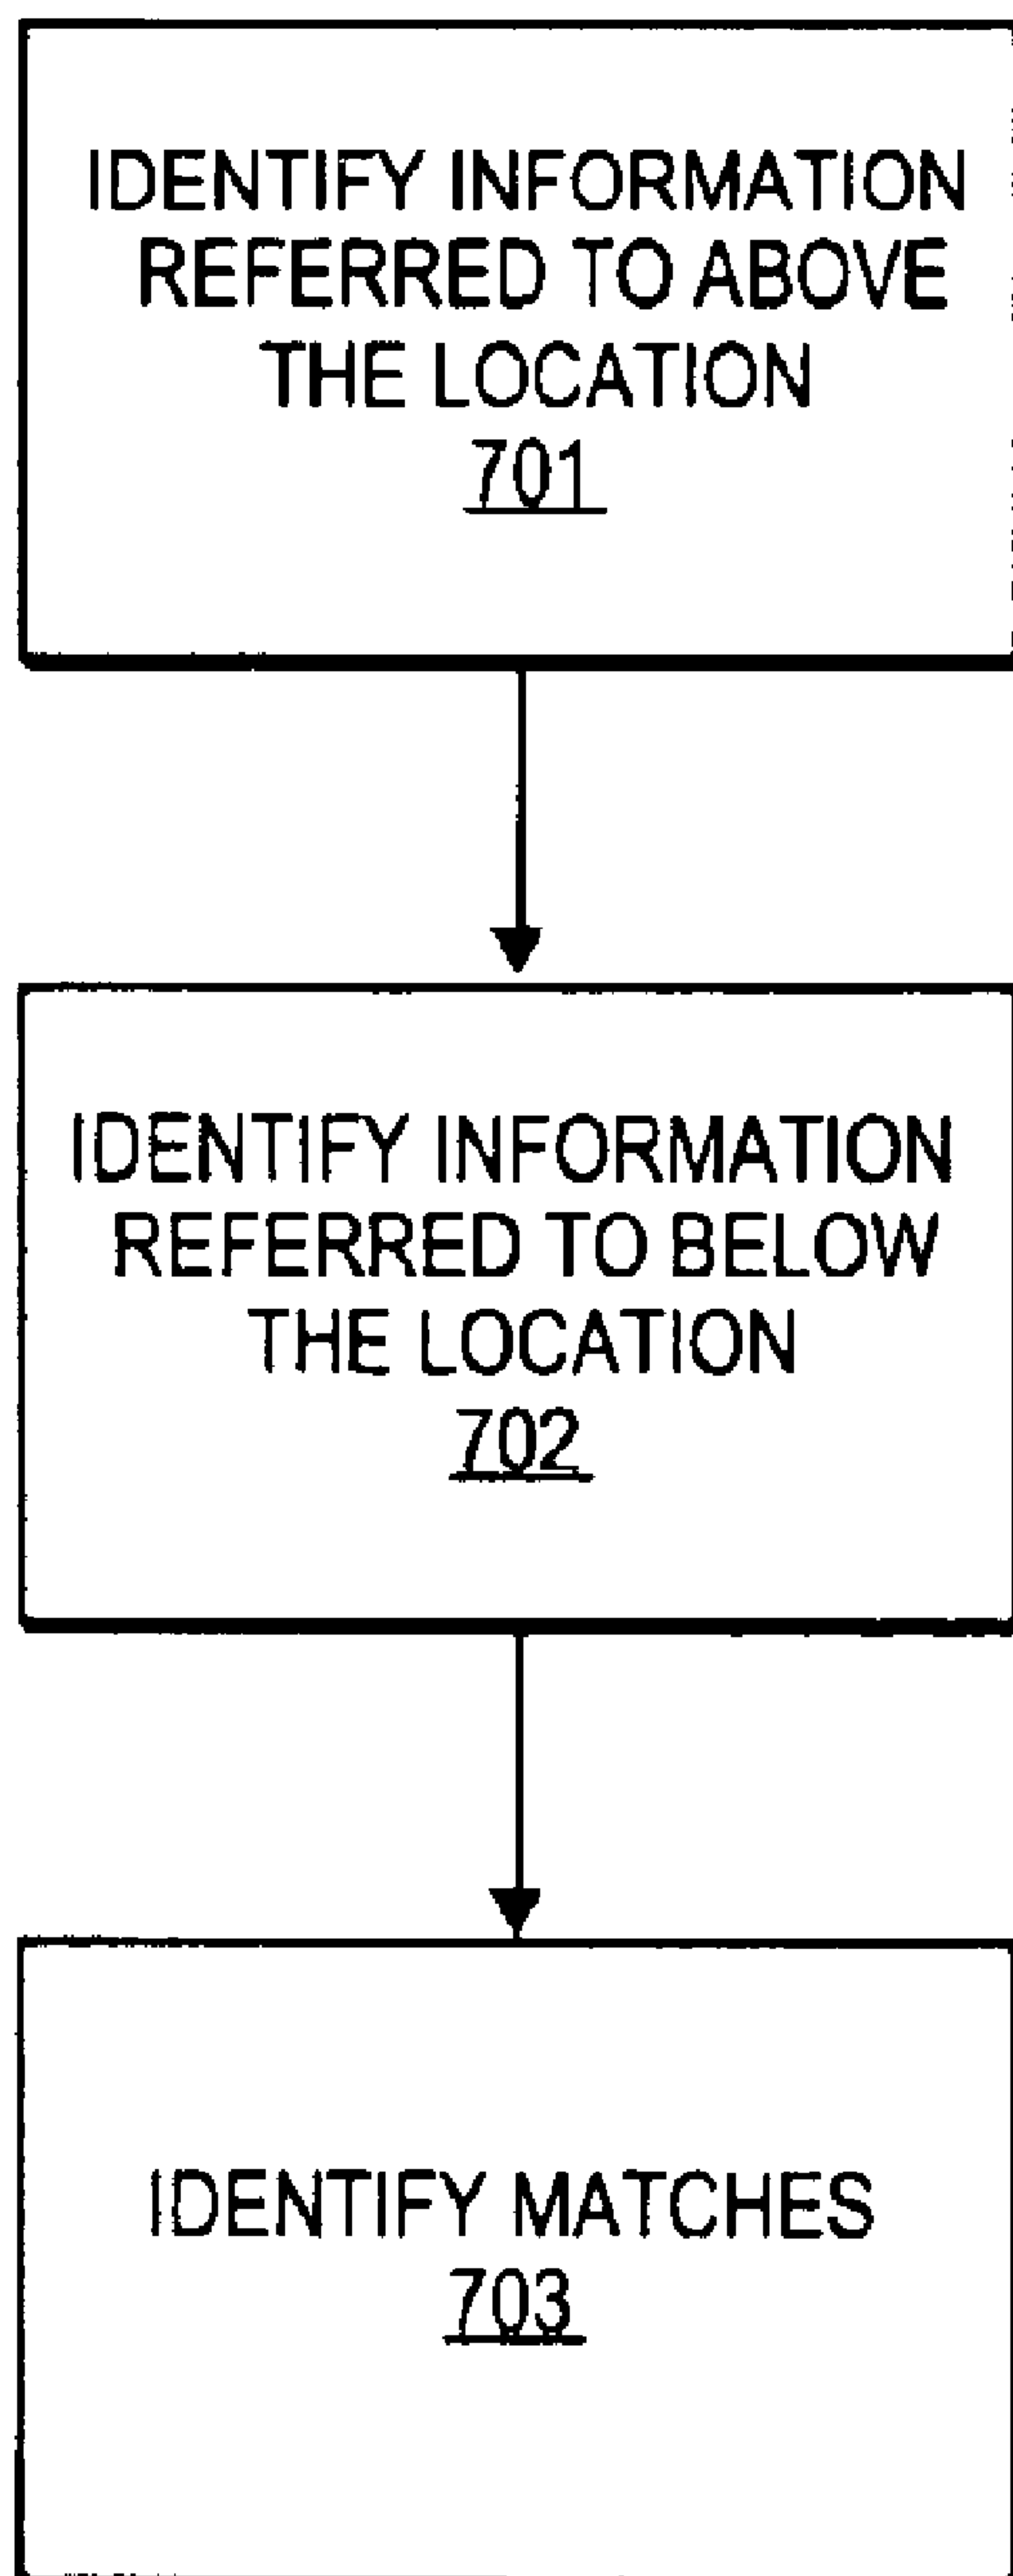 IDENTIFY INFORMATION
REFERRED TO ABOVE
THE LOCATION
701
IDENTIFY INFORMATION
REFERRED TO BELOW
THE LOCATION
702
IDENTIFY MATCHES
703